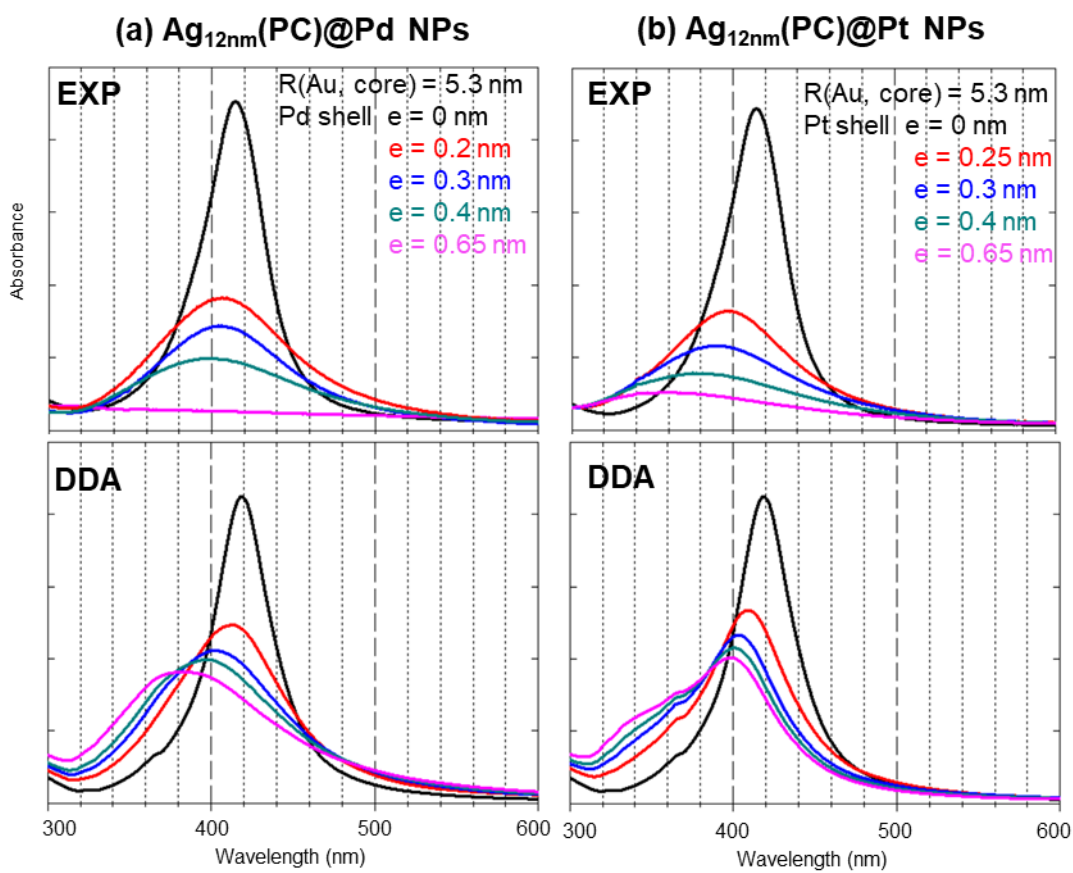 (a) Ag12nm(PC)@Pd NPs
(b) Ag12nm(PC)@Pt NPs
EXP
R(Au, core) = 5.3 nm
Pd shell e = 0 nm
e = 0.2 nm
e = 0.3 nm
e = 0.4 nm
e = 0.65 nm
EXP
R(Au, core) = 5.3 nm
Pt shell e = 0 nm
e = 0.25 nm
e = 0.3 nm
e = 0.4 nm
e = 0.65 nm
Absorbance
DDA
DDA
300 400 500 600
Wavelength (nm)
300 400 500 600
Wavelength (nm)